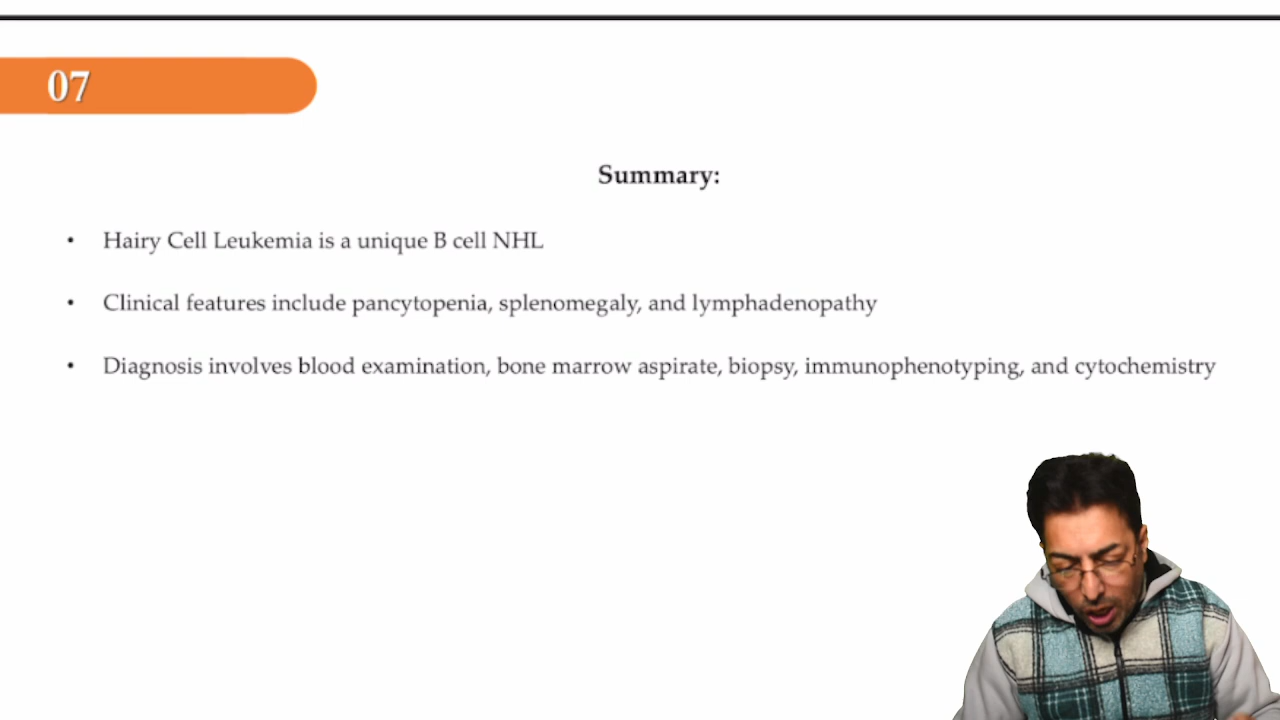 07
Summary:
• Hairy Cell Leukemia is a unique B cell NHL
• Clinical features include pancytopenia, splenomegaly, and lymphadenopathy
• Diagnosis involves blood examination, bone marrow aspirate, biopsy, immunophenotyping, and cytochemistry